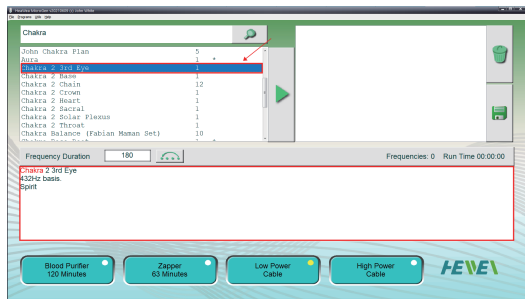 File Programs Utils Help
Chakra
John Chakra Plan 5
Aura 1 *
Chakra 2 3rd Eye 1
Chakra 2 Base 1
Chakra 2 Chain 12
Chakra 2 Crown 1
Chakra 2 Heart 1
Chakra 2 Sacral 1
Chakra 2 Solar Plexus 1
Chakra 2 Throat 1
Chakra Balance (Fabian Maman Set) 10
Frequency Duration 180 Frequencies: 0 Run Time 00:00:00
Chakra 2 3rd Eye
432Hz basis.
Spirit
Blood Purifier
120 Minutes
Zapper
63 Minutes
Low Power
Cable
High Power
Cable